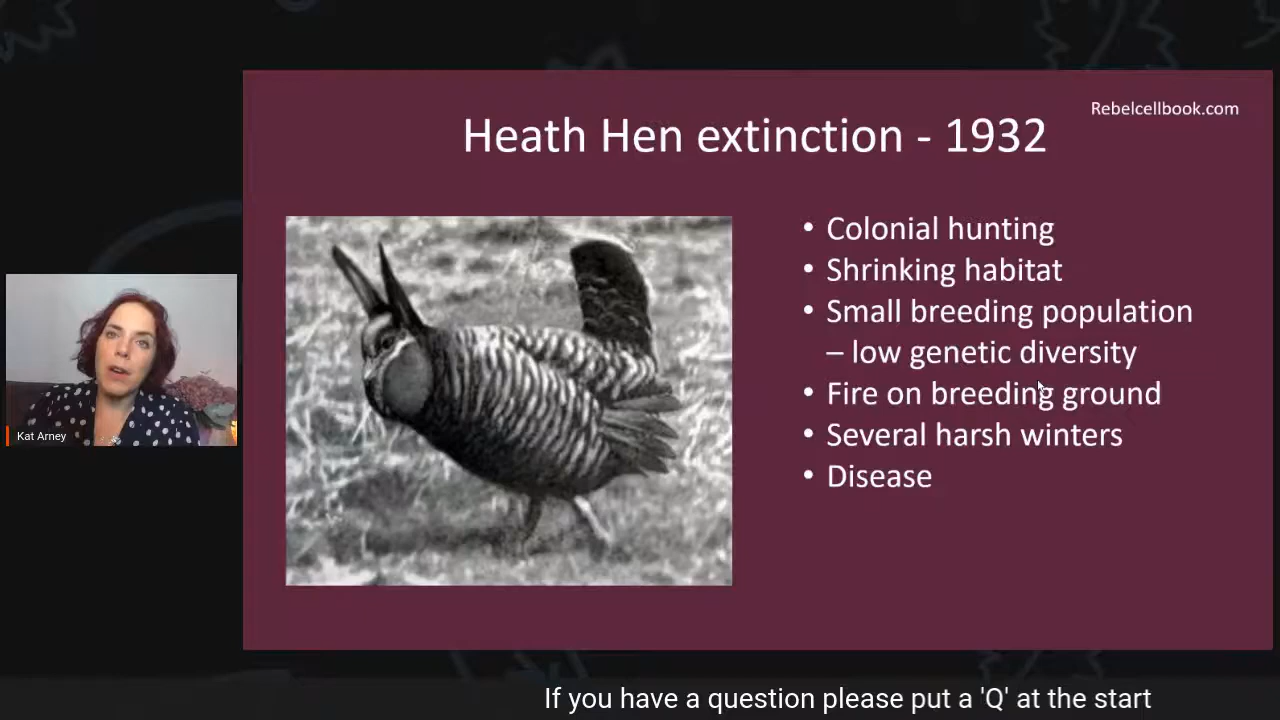 Rebelcellbook.com
Heath Hen extinction - 1932
• Colonial hunting
• Shrinking habitat
• Small breeding population
– low genetic diversity
• Fire on breeding ground
• Several harsh winters
• Disease
Kat Arney
If you have a question please put a 'Q' at the start